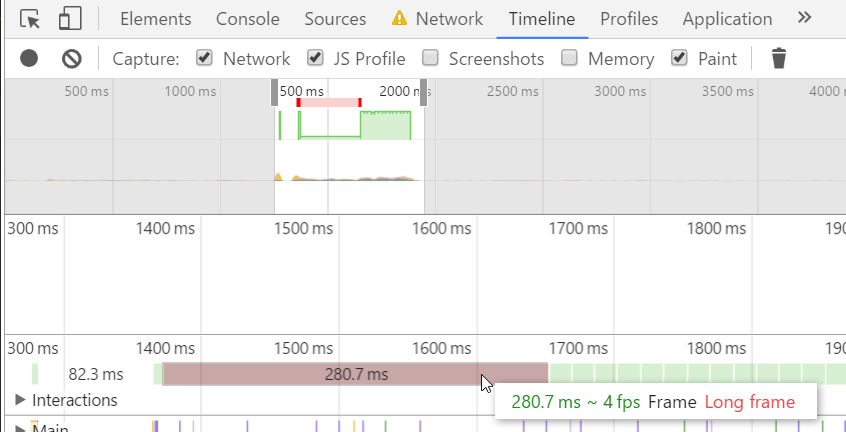 Elements Console Sources Network Timeline Profiles Application
Capture: Network JS Profile Screenshots Memory Paint
500 ms 1000 ms 500 ms 2000 m s 2500 ms 3000 ms 3500 ms 4000
300 ms 1400 ms 1500 ms 1600 ms 1700 ms 1800 ms 190
300 ms 1400 ms 1500 ms 1600 ms 1700 ms 1800 ms 190
82.3 ms 280.7 ms
280.7 ms ~ 4 fps Frame Long frame
Interactions
Main